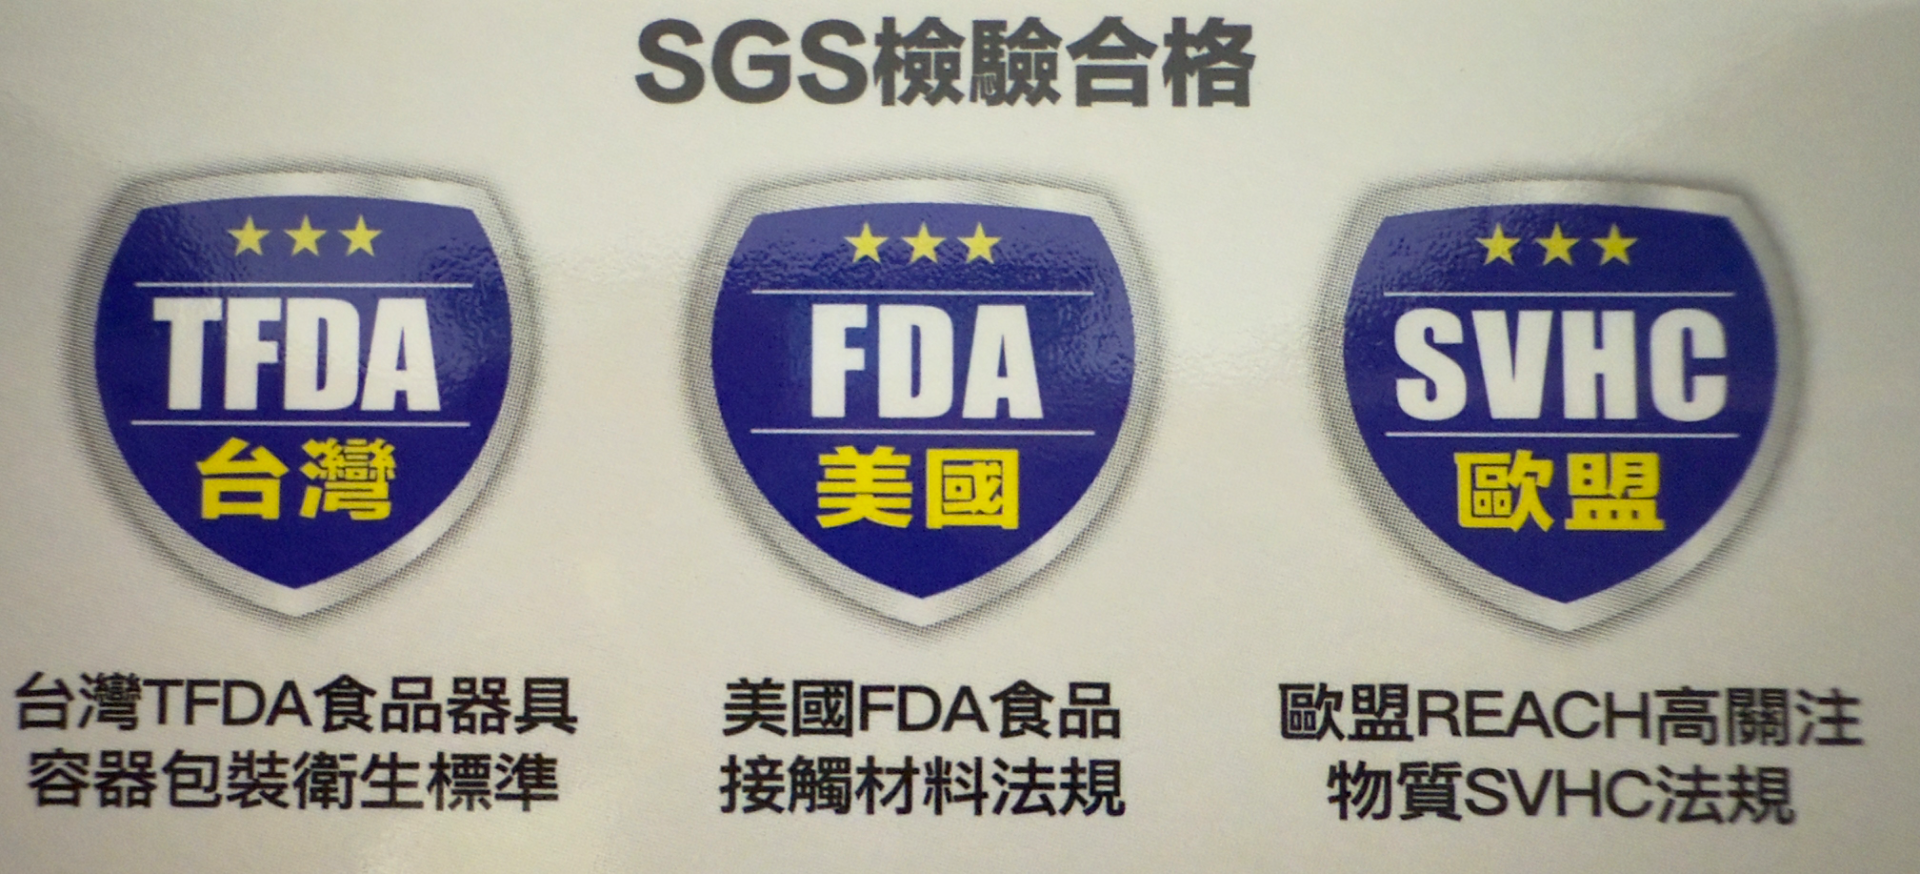 SGS檢驗合格
TFDA
台灣
FDA
美國
SVHC
歐盟
台灣TFDA食品器具
容器包裝衛生標準
美國FDA食品
接觸材料法規
歐盟REACH高關注
物質SVHC法規